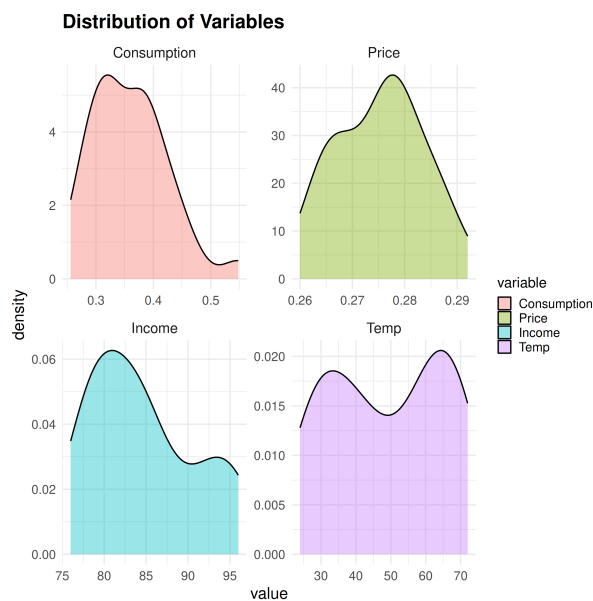 Distribution of Variables
Consumption
Price
4
2
0
0.3 0.4 0.5
40
30
20
10
0
0.26 0.27 0.28 0.29
density
Income
Temp
0.06
0.04
0.02
0.00
75 80 85 90 95
0.020
0.015
0.010
0.005
0.000
30 40 50 60 70
value
variable
Consumption
Price
Income
Temp